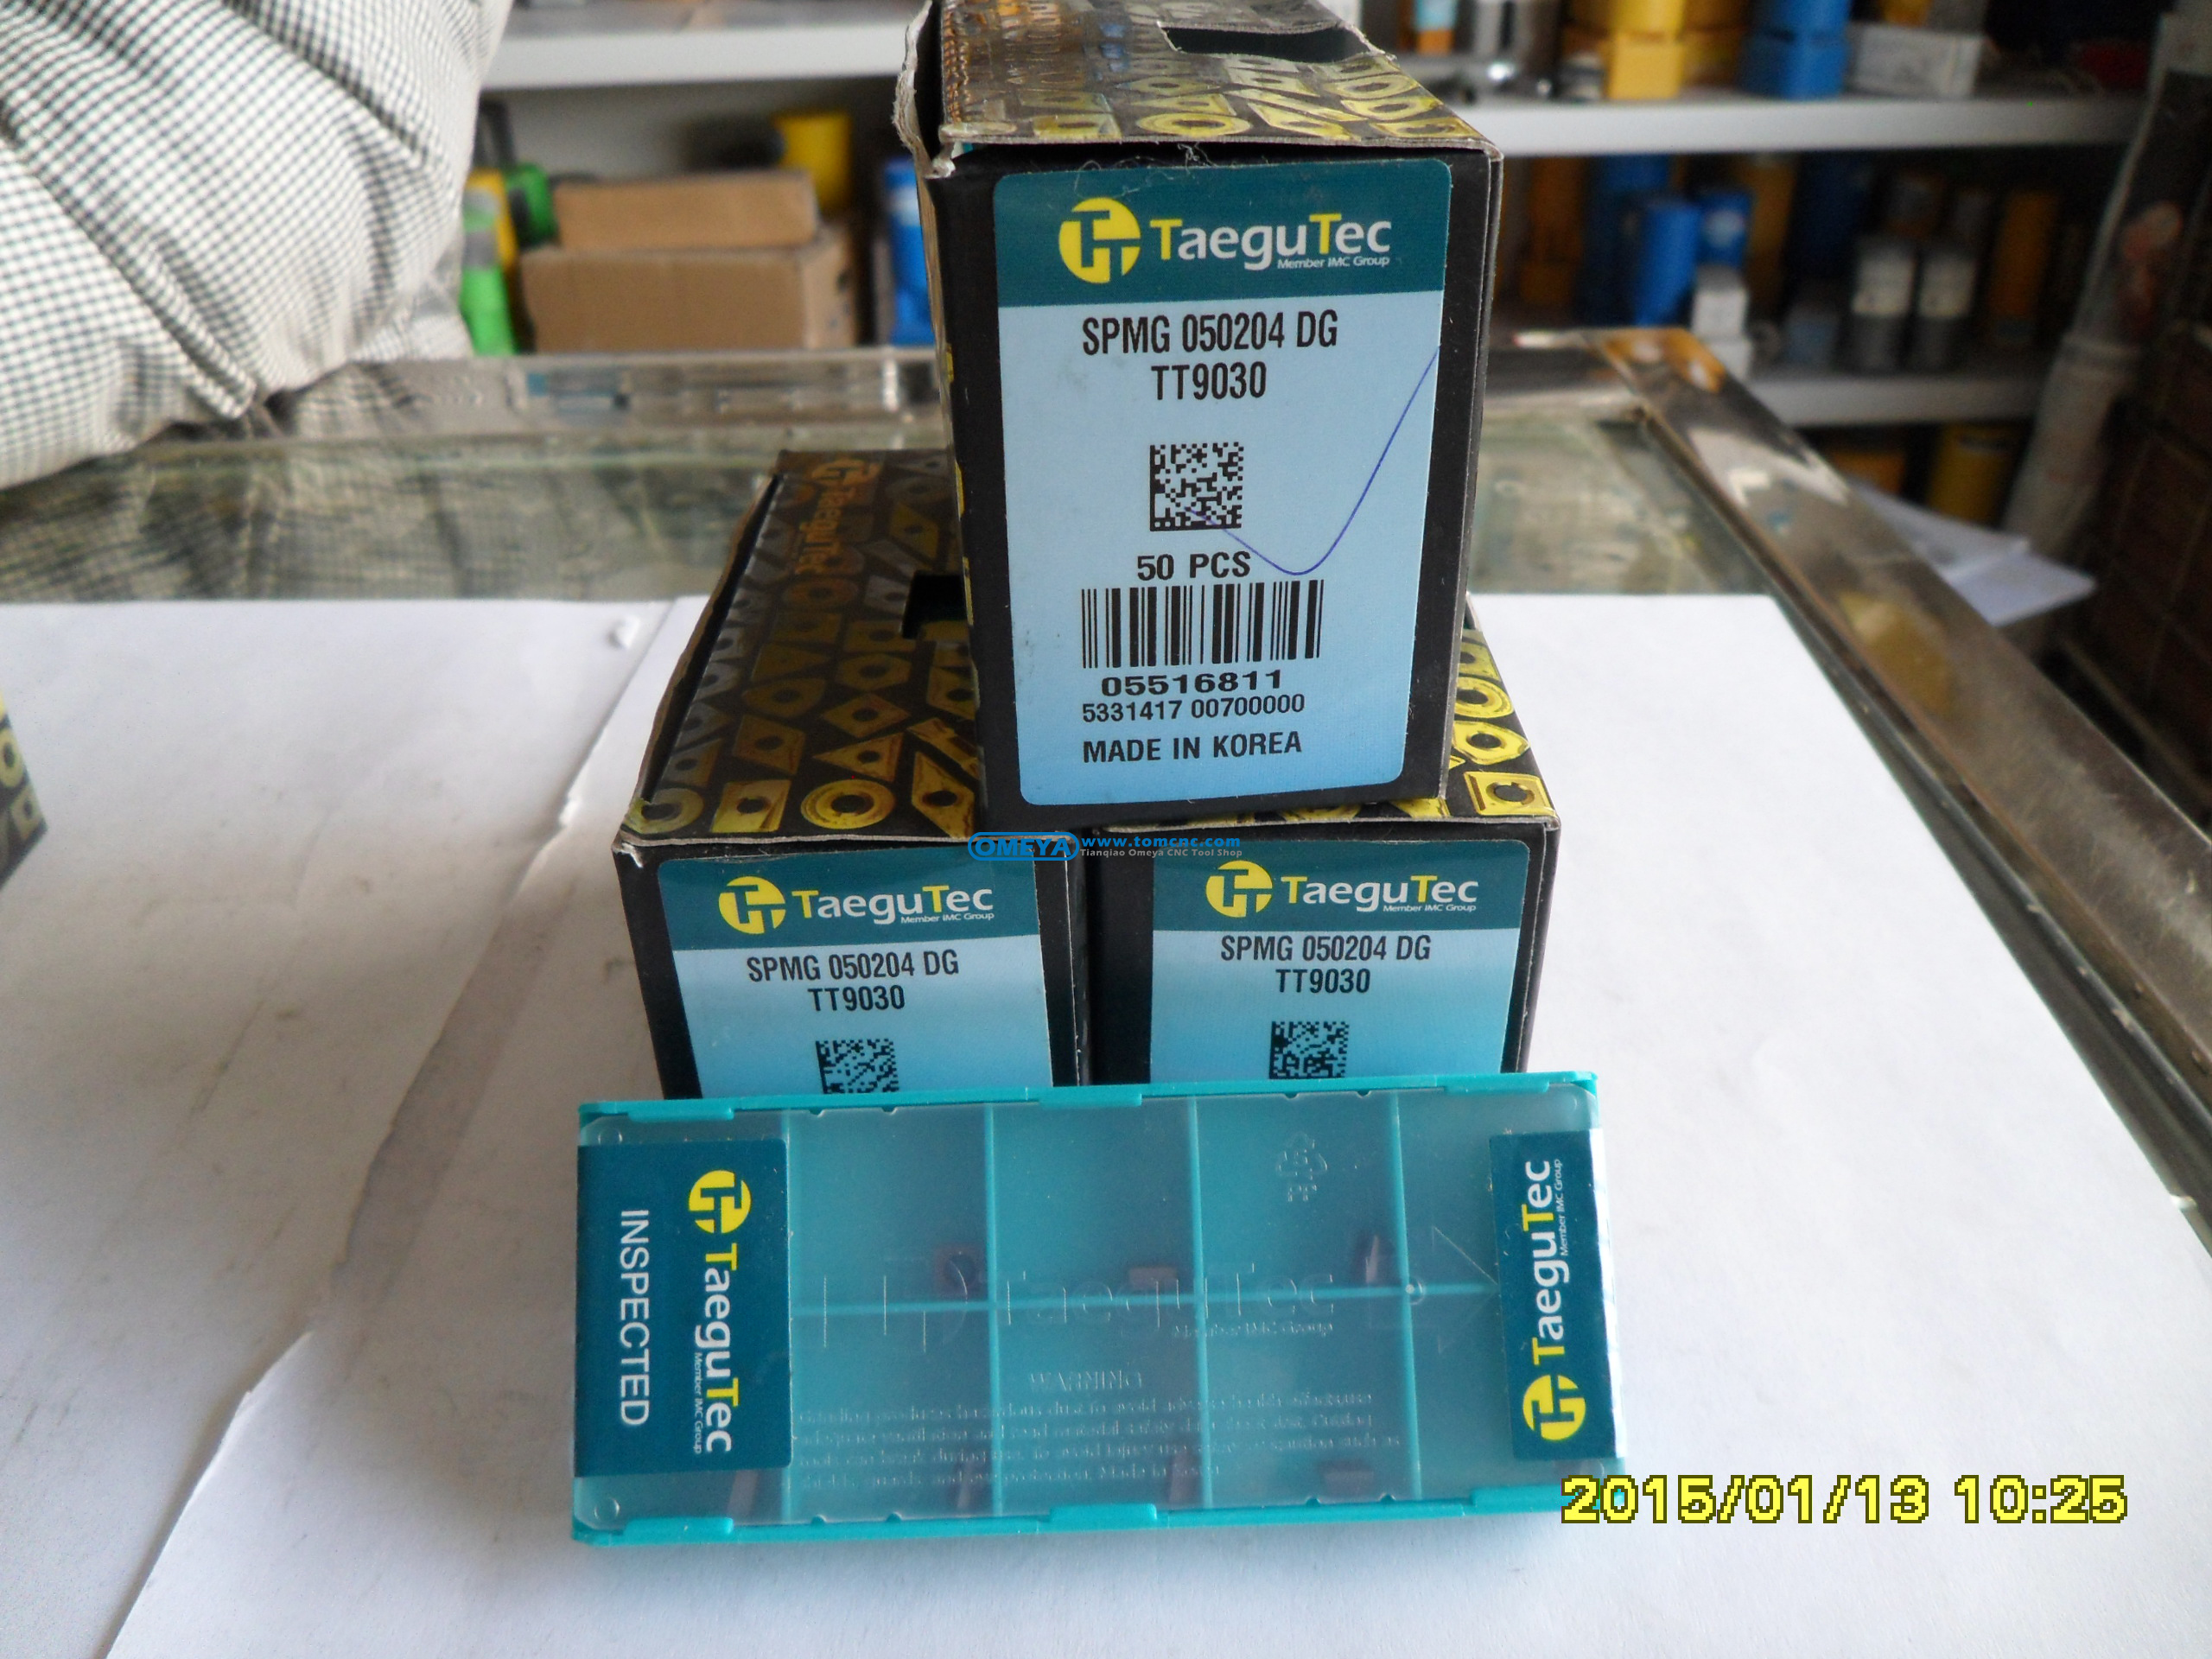 TaeguTec
Member IMC Group
SPMG 050204 DG
TT9030
50 PCS
05516811
5331417 00700000
MADE IN KOREA
TaeguTec
OMEYA
www.tomcnc.com
Tianqiao Omeya CNC Tool Shop
TaeguTec
Member IMC Group
SPMG 050204 DG
TT9030
TaeguTec
Member IMC Group
SPMG 050204 DG
TT9030
INSPECTED
TaeguTec
Member IMC Group
PP
TaeguTec
Member IMC Group
WARNING
TaeguTec
Member IMC Group
2015/01/13 10:25